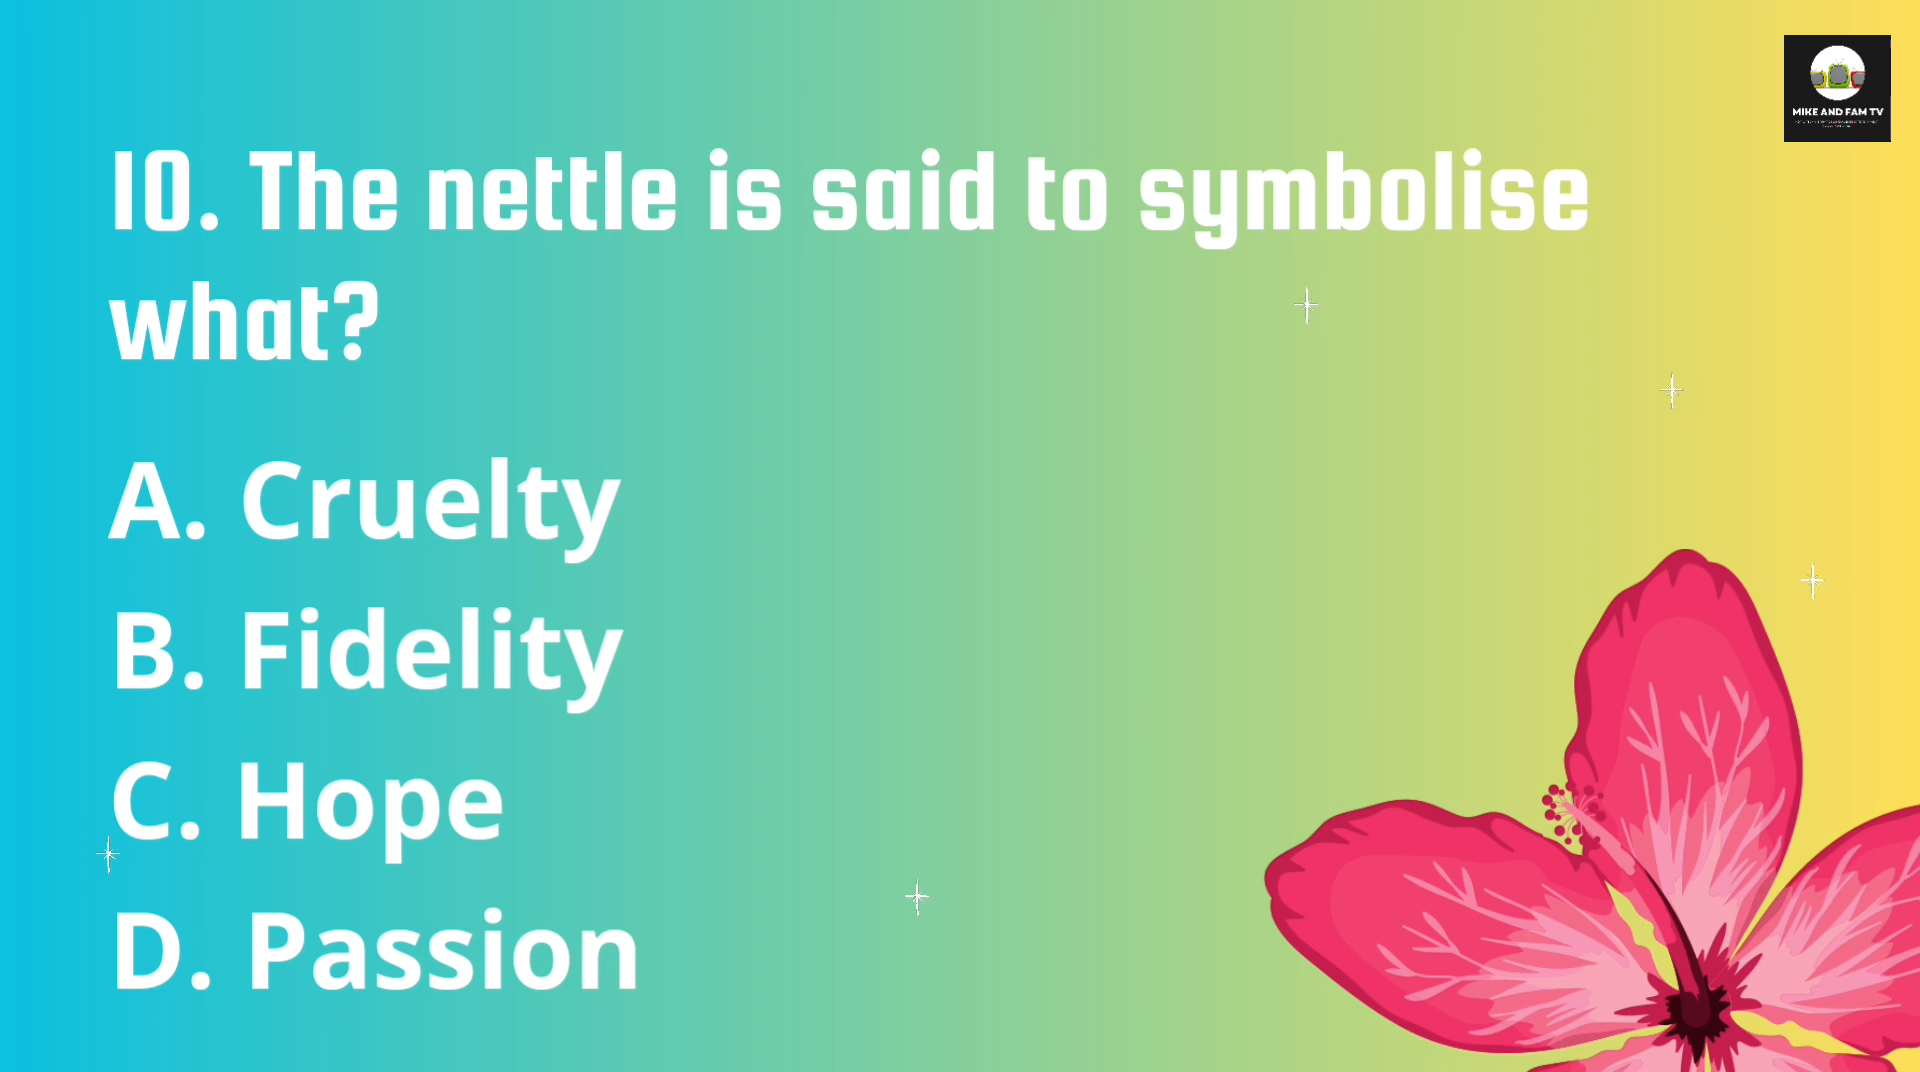 MIKE AND FAM TV
10. The nettle is said to symbolise
what?
A. Cruelty
B. Fidelity
C. Hope
D. Passion